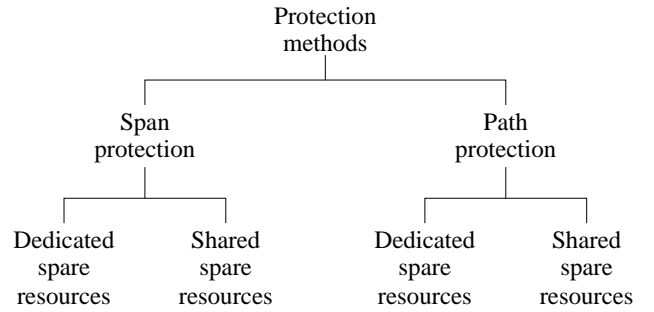 Protection
methods
Span
protection
Path
protection
Dedicated
spare
resources
Shared
spare
resources
Dedicated
spare
resources
Shared
spare
resources